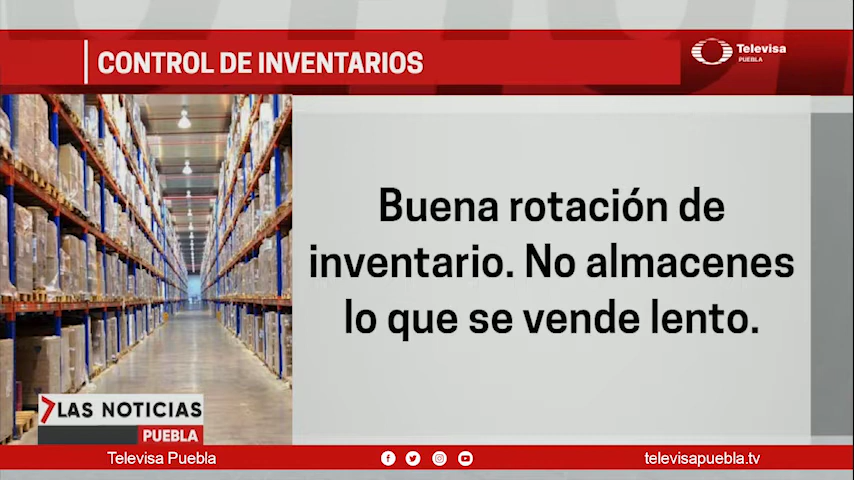 CONTROL DE INVENTARIOS
Televisa
PUEBLA
Buena rotación de
inventario. No almacenes
lo que se vende lento.
LAS NOTICIAS
PUEBLA
Televisa Puebla
televisapuebla.tv